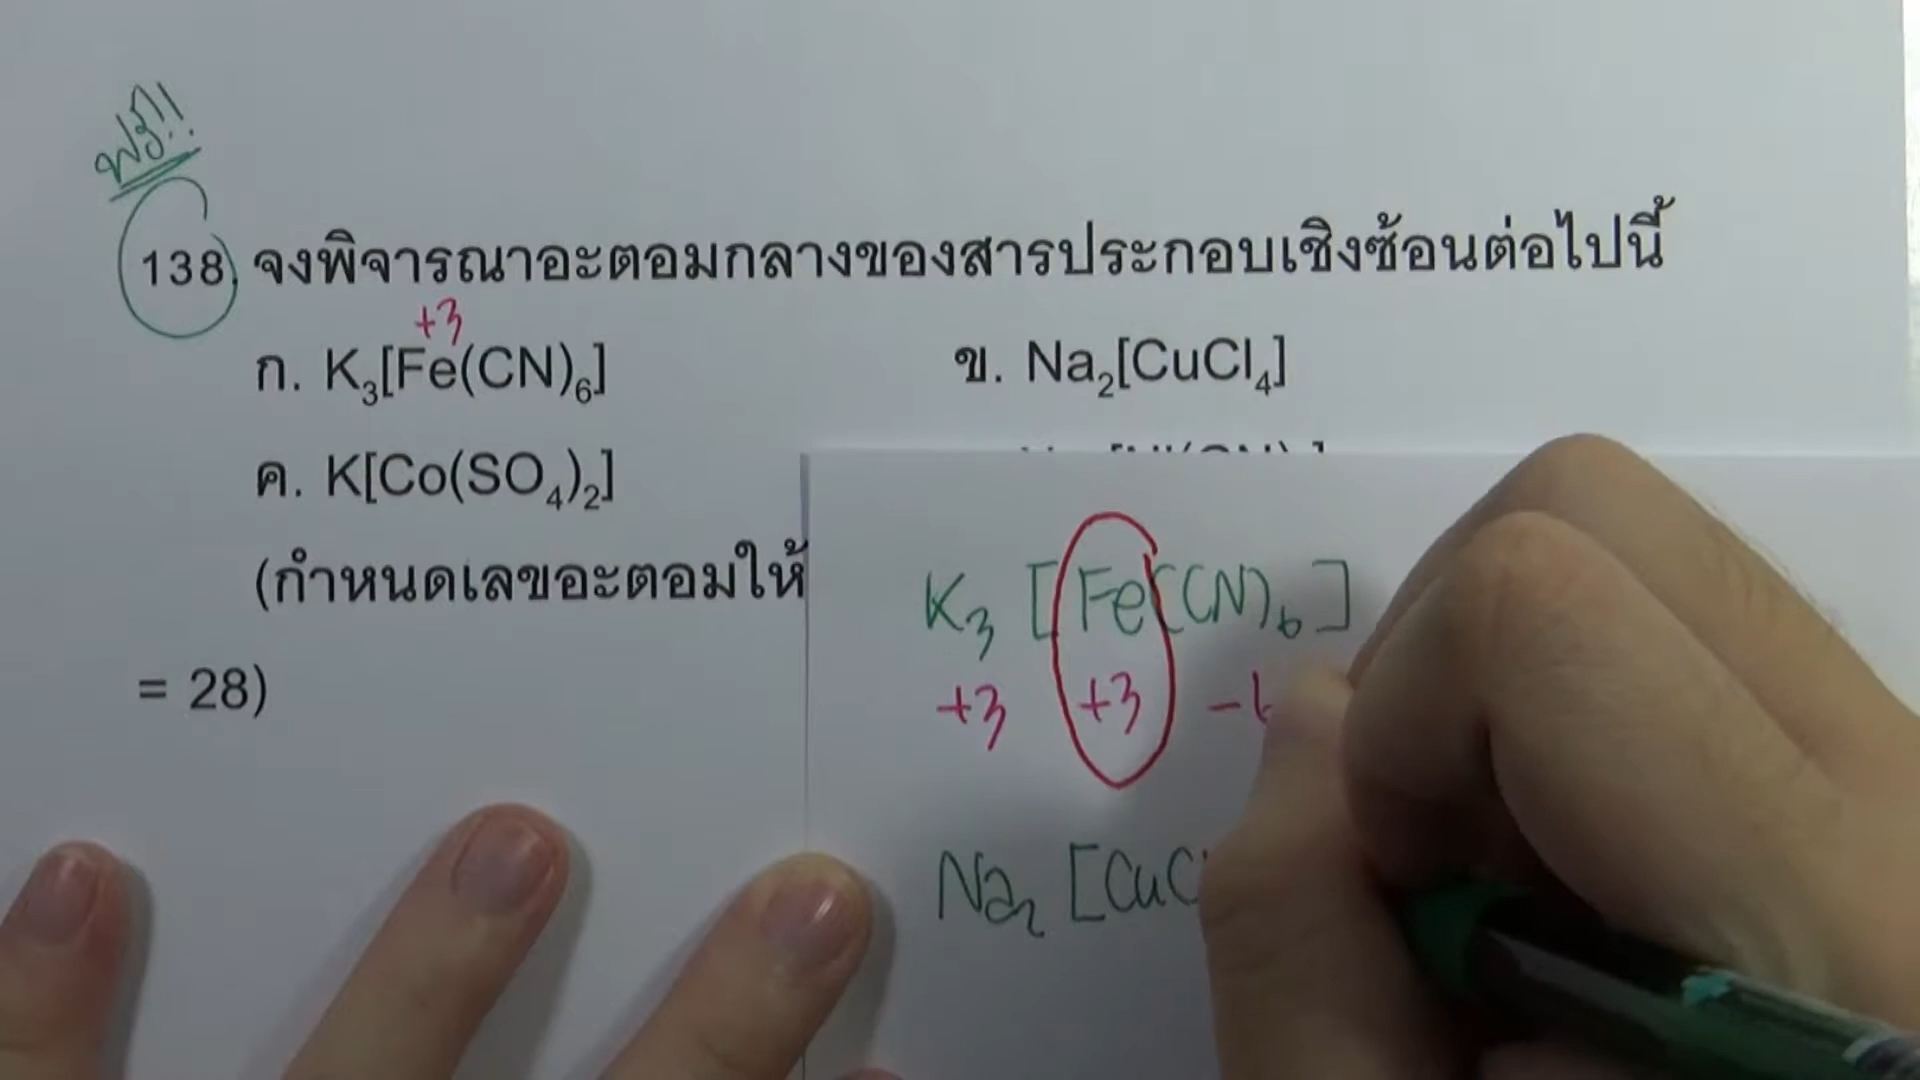 ฟรี!!
138. จงพิจารณาอะตอมกลางของสารประกอบเชิงซ้อนต่อไปนี้
+3
ก. K₃[Fe(CN)₆] ข. Na₂[CuCl₄]
ค. K[Co(SO₄)₂]
(กำหนดเลขอะตอมให้
= 28)
K₃ [Fe(CN)₆]
+3 +3
Na₂ [CuC